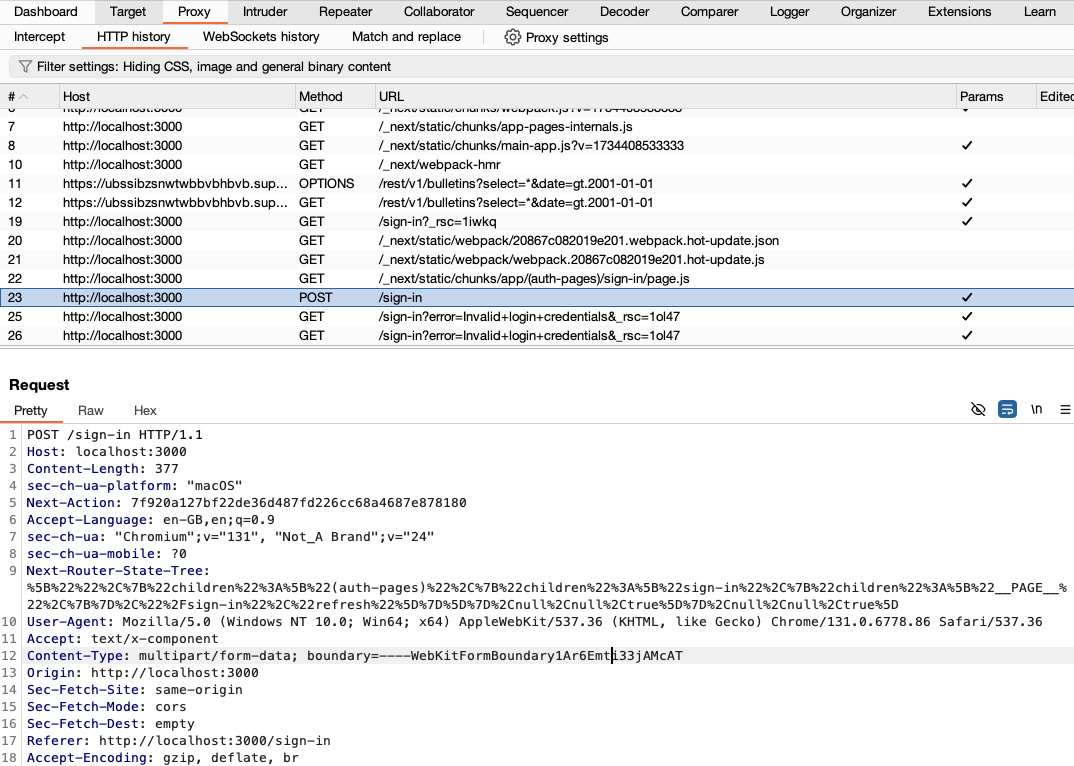 Dashboard Target Proxy Intruder Repeater Collaborator Sequencer Decoder Comparer Logger Organizer Extensions Learn
Intercept HTTP history WebSockets history Match and replace Proxy settings
Filter settings: Hiding CSS, image and general binary content
# Host Method URL Params Edited
6 http://localhost:3000 GET /_next/static/chunks/webpack.js?v=1734408533333
7 http://localhost:3000 GET /_next/static/chunks/app-pages-internals.js
8 http://localhost:3000 GET /_next/static/chunks/main-app.js?v=1734408533333
10 http://localhost:3000 GET /_next/webpack-hmr
11 https://ubssibzsnwtwbbvbhbvb.sup... OPTIONS /rest/v1/bulletins?select=*&date=gt.2001-01-01
12 https://ubssibzsnwtwbbvbhbvb.sup... GET /rest/v1/bulletins?select=*&date=gt.2001-01-01
19 http://localhost:3000 GET /sign-in?_rsc=1iwkq
20 http://localhost:3000 GET /_next/static/webpack/20867c082019e201.webpack.hot-update.json
21 http://localhost:3000 GET /_next/static/webpack/webpack.20867c082019e201.hot-update.js
22 http://localhost:3000 GET /_next/static/chunks/app/(auth-pages)/sign-in/page.js
23 http://localhost:3000 POST /sign-in
25 http://localhost:3000 GET /sign-in?error=Invalid+login+credentials&_rsc=1ol47
26 http://localhost:3000 GET /sign-in?error=Invalid+login+credentials&_rsc=1ol47
Request
Pretty Raw Hex \n
1 POST /sign-in HTTP/1.1
2 Host: localhost:3000
3 Content-Length: 377
4 sec-ch-ua-platform: "macOS"
5 Next-Action: 7f920a127bf22de36d487fd226cc68a4687e878180
6 Accept-Language: en-GB,en;q=0.9
7 sec-ch-ua: "Chromium";v="131", "Not_A Brand";v="24"
8 sec-ch-ua-mobile: ?0
9 Next-Router-State-Tree:
%5B%22%22%2C%7B%22children%22%3A%5B%22(auth-pages)%22%2C%7B%22children%22%3A%5B%22sign-in%22%2C%7B%22children%22%3A%5B%22__PAGE__%
22%2C%7B%7D%2C%22%2Fsign-in%22%2C%22refresh%22%5D%7D%5D%7D%2Cnull%2Cnull%2Ctrue%5D%7D%2Cnull%2Cnull%2Ctrue%5D
10 User-Agent: Mozilla/5.0 (Windows NT 10.0; Win64; x64) AppleWebKit/537.36 (KHTML, like Gecko) Chrome/131.0.6778.86 Safari/537.36
11 Accept: text/x-component
12 Content-Type: multipart/form-data; boundary=----WebKitFormBoundary1Ar6Emti33jAMcAT
13 Origin: http://localhost:3000
14 Sec-Fetch-Site: same-origin
15 Sec-Fetch-Mode: cors
16 Sec-Fetch-Dest: empty
17 Referer: http://localhost:3000/sign-in
18 Accept-Encoding: gzip, deflate, br